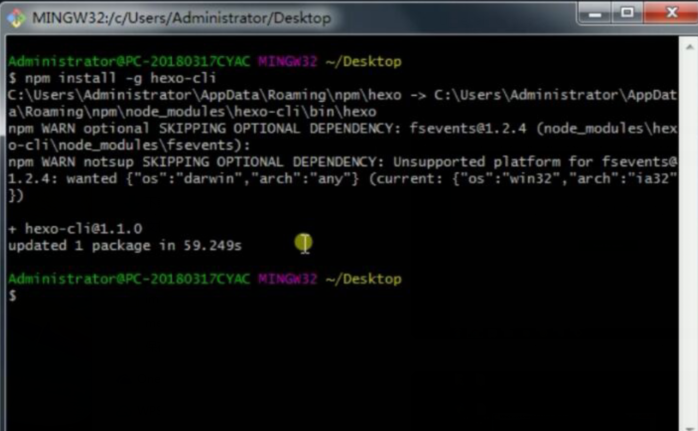 MINGW32:/c/Users/Administrator/Desktop
Administrator@PC-20180317CYAC MINGW32 ~/Desktop
$ npm install -g hexo-cli
C:\Users\Administrator\AppData\Roaming\npm\hexo -> C:\Users\Administrator\AppDat
a\Roaming\npm\node_modules\hexo-cli\bin\hexo
npm WARN optional SKIPPING OPTIONAL DEPENDENCY: fsevents@1.2.4 (node_modules\hex
o-cli\node_modules\fsevents):
npm WARN notsup SKIPPING OPTIONAL DEPENDENCY: Unsupported platform for fsevents@
1.2.4: wanted {"os":"darwin","arch":"any"} (current: {"os":"win32","arch":"ia32"
})
+ hexo-cli@1.1.0
updated 1 package in 59.249s
Administrator@PC-20180317CYAC MINGW32 ~/Desktop
$